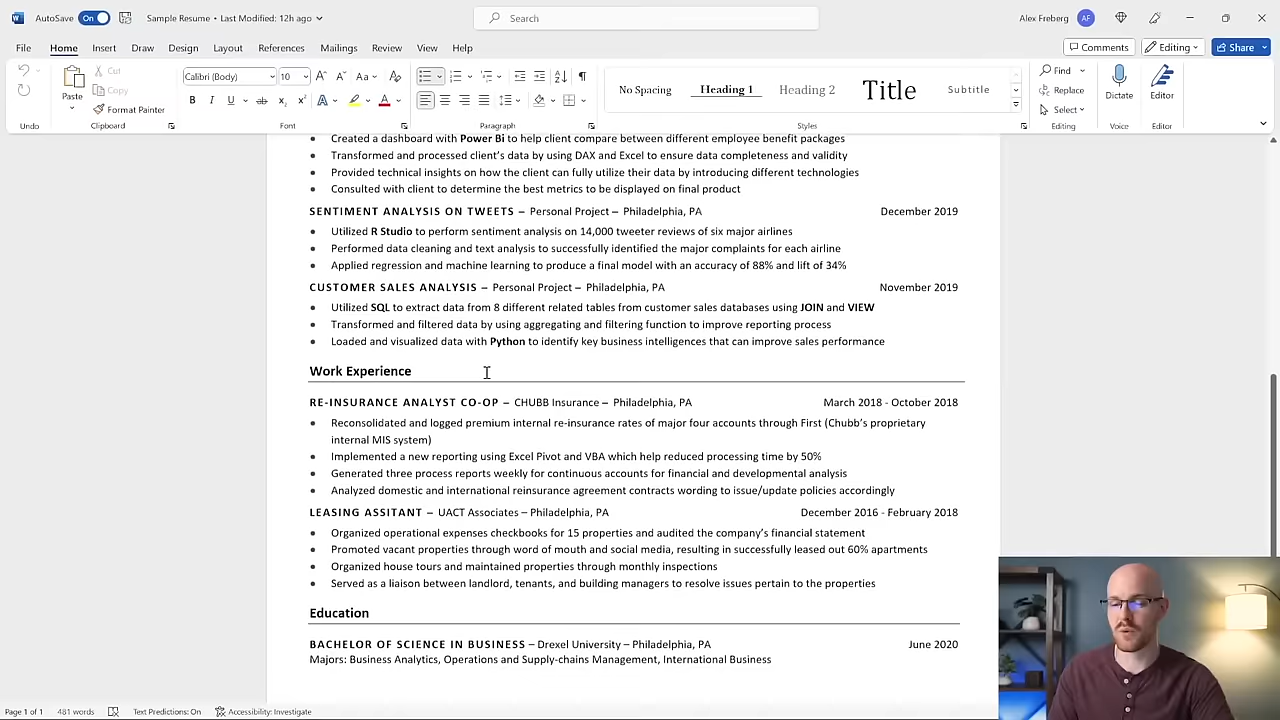 AutoSave On Sample Resume • Last Modified: 12h ago Search Alex Freberg AF
File Home Insert Draw Design Layout References Mailings Review View Help Comments Editing Share
Paste Cut Copy Format Painter
Calibri (Body) 10
No Spacing Heading 1 Heading 2 Title Subtitle
Find Replace Select Dictate Editor
Undo Clipboard Font Paragraph Styles Editing Voice Editor
Created a dashboard with Power Bi to help client compare between different employee benefit packages
Transformed and processed client's data by using DAX and Excel to ensure data completeness and validity
Provided technical insights on how the client can fully utilize their data by introducing different technologies
Consulted with client to determine the best metrics to be displayed on final product
SENTIMENT ANALYSIS ON TWEETS – Personal Project – Philadelphia, PA December 2019
Utilized R Studio to perform sentiment analysis on 14,000 tweeter reviews of six major airlines
Performed data cleaning and text analysis to successfully identified the major complaints for each airline
Applied regression and machine learning to produce a final model with an accuracy of 88% and lift of 34%
CUSTOMER SALES ANALYSIS – Personal Project – Philadelphia, PA November 2019
Utilized SQL to extract data from 8 different related tables from customer sales databases using JOIN and VIEW
Transformed and filtered data by using aggregating and filtering function to improve reporting process
Loaded and visualized data with Python to identify key business intelligences that can improve sales performance
Work Experience
RE-INSURANCE ANALYST CO-OP – CHUBB Insurance – Philadelphia, PA March 2018 - October 2018
Reconsolidated and logged premium internal re-insurance rates of major four accounts through First (Chubb's proprietary
internal MIS system)
Implemented a new reporting using Excel Pivot and VBA which help reduced processing time by 50%
Generated three process reports weekly for continuous accounts for financial and developmental analysis
Analyzed domestic and international reinsurance agreement contracts wording to issue/update policies accordingly
LEASING ASSITANT – UACT Associates – Philadelphia, PA December 2016 - February 2018
Organized operational expenses checkbooks for 15 properties and audited the company's financial statement
Promoted vacant properties through word of mouth and social media, resulting in successfully leased out 60% apartments
Organized house tours and maintained properties through monthly inspections
Served as a liaison between landlord, tenants, and building managers to resolve issues pertain to the properties
Education
BACHELOR OF SCIENCE IN BUSINESS – Drexel University – Philadelphia, PA June 2020
Majors: Business Analytics, Operations and Supply-chains Management, International Business
Page 1 of 1 481 words Text Predictions: On Accessibility: Investigate